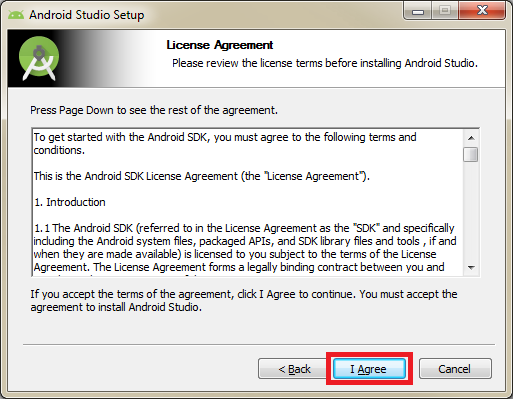 Android Studio Setup
License Agreement
Please review the license terms before installing Android Studio.
Press Page Down to see the rest of the agreement.
To get started with the Android SDK, you must agree to the following terms and
conditions.
This is the Android SDK License Agreement (the "License Agreement").
1. Introduction
1.1 The Android SDK (referred to in the License Agreement as the "SDK" and specifically
including the Android system files, packaged APIs, and SDK library files and tools , if and
when they are made available) is licensed to you subject to the terms of the License
Agreement. The License Agreement forms a legally binding contract between you and
If you accept the terms of the agreement, click I Agree to continue. You must accept the
agreement to install Android Studio.
< Back
I Agree
Cancel